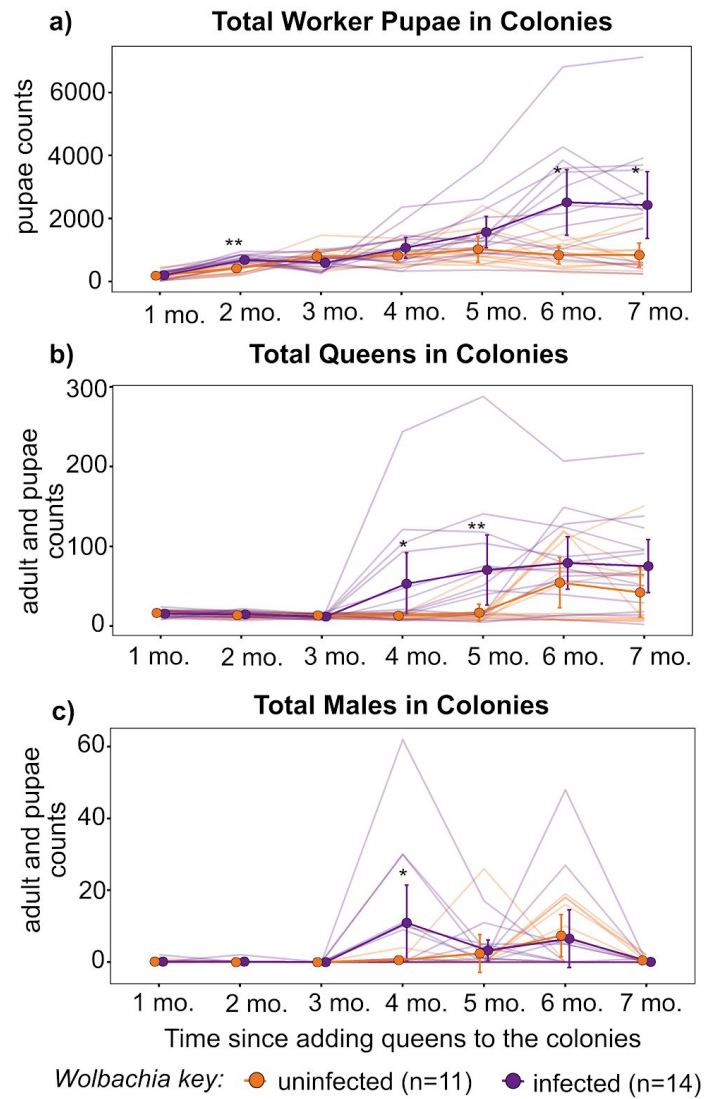 a) Total Worker Pupae in Colonies
pupae counts
6000
4000
2000
0
**
*
*
1 mo. 2 mo. 3 mo. 4 mo. 5 mo. 6 mo. 7 mo.
b) Total Queens in Colonies
adult and pupae
counts
300
200
100
0
*
**
1 mo. 2 mo. 3 mo. 4 mo. 5 mo. 6 mo. 7 mo.
c) Total Males in Colonies
adult and pupae
counts
60
40
20
0
*
1 mo. 2 mo. 3 mo. 4 mo. 5 mo. 6 mo. 7 mo.
Time since adding queens to the colonies
Wolbachia key: uninfected (n=11) infected (n=14)